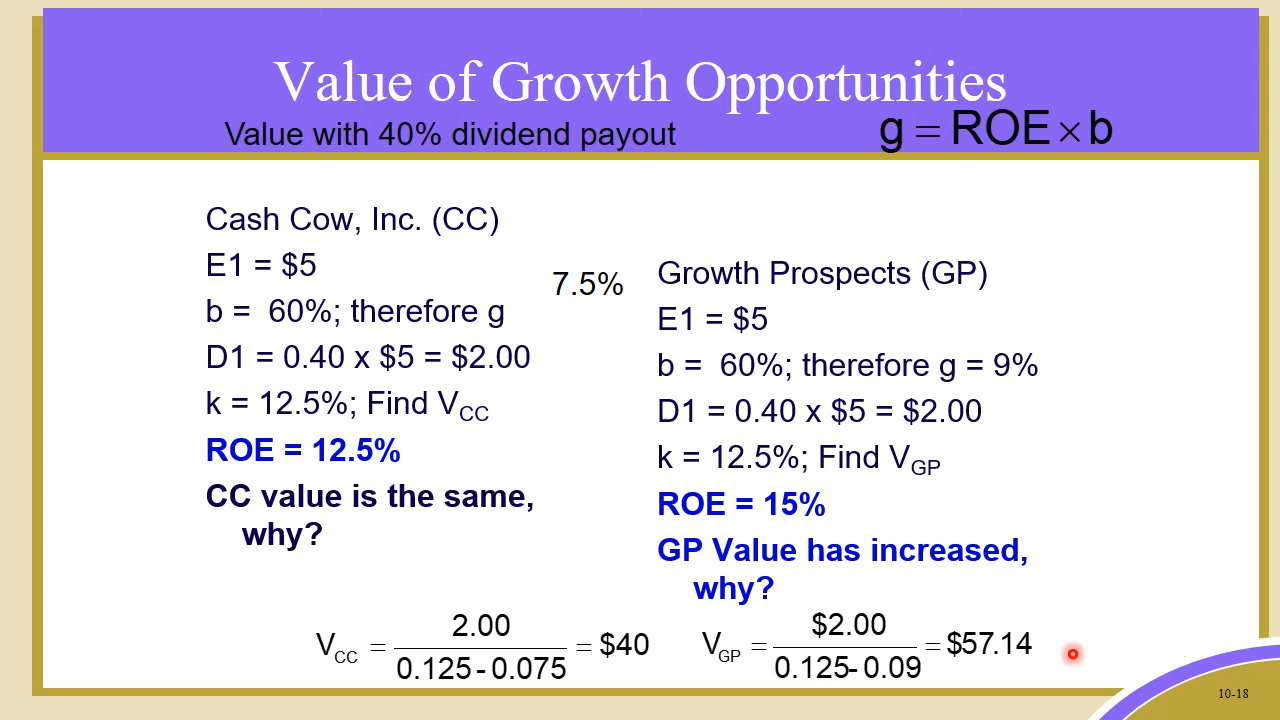 Value of Growth Opportunities
Value with 40% dividend payout
g = ROE × b
Cash Cow, Inc. (CC)
E1 = $5
b = 60%; therefore g
7.5%
D1 = 0.40 x $5 = $2.00
k = 12.5%; Find VCC
ROE = 12.5%
CC value is the same,
why?
Growth Prospects (GP)
E1 = $5
b = 60%; therefore g = 9%
D1 = 0.40 x $5 = $2.00
k = 12.5%; Find VGP
ROE = 15%
GP Value has increased,
why?
VCC = 2.00 / 0.125 - 0.075 = $40
VGP = $2.00 / 0.125- 0.09 = $57.14
10-18